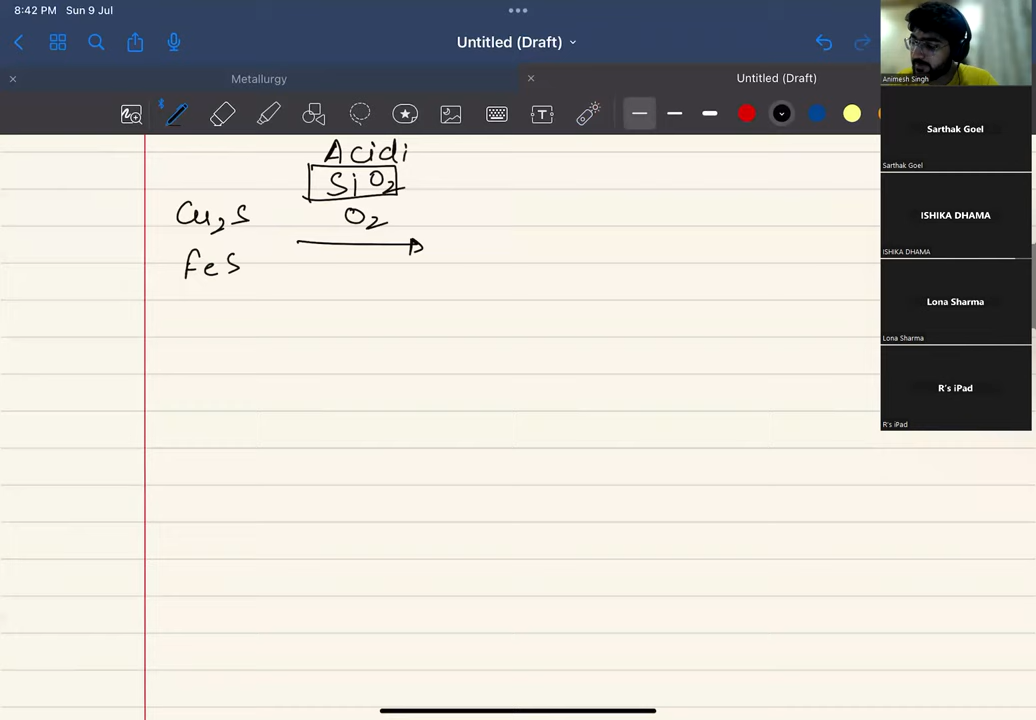 8:42 PM Sun 9 Jul
Untitled (Draft)
Metallurgy
Untitled (Draft)
Animesh Singh
Sarthak Goel
Sarthak Goel
ISHIKA DHAMA
ISHIKA DHAMA
Lona Sharma
Lona Sharma
R's iPad
R's iPad
Acidi
SiO2
Cu2S O2
FeS